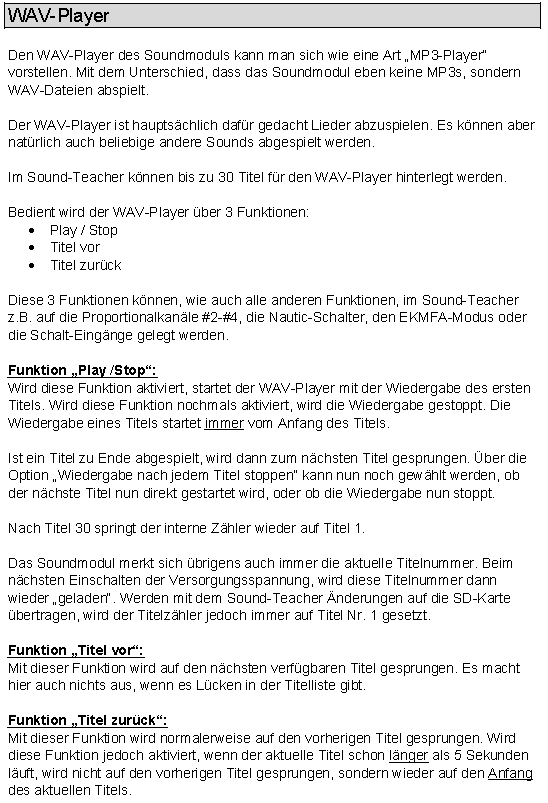 WAV-Player
Den WAV-Player des Soundmoduls kann man sich wie eine Art „MP3-Player“
vorstellen. Mit dem Unterschied, dass das Soundmodul eben keine MP3s, sondern
WAV-Dateien abspielt.
Der WAV-Player ist hauptsächlich dafür gedacht Lieder abzuspielen. Es können aber
natürlich auch beliebige andere Sounds abgespielt werden.
Im Sound-Teacher können bis zu 30 Titel für den WAV-Player hinterlegt werden.
Bedient wird der WAV-Player über 3 Funktionen:
• Play / Stop
• Titel vor
• Titel zurück
Diese 3 Funktionen können, wie auch alle anderen Funktionen, im Sound-Teacher
z.B. auf die Proportionalkanäle #2-#4, die Nautic-Schalter, den EKMFA-Modus oder
die Schalt-Eingänge gelegt werden.
Funktion „Play /Stop“:
Wird diese Funktion aktiviert, startet der WAV-Player mit der Wiedergabe des ersten
Titels. Wird diese Funktion nochmals aktiviert, wird die Wiedergabe gestoppt. Die
Wiedergabe eines Titels startet immer vom Anfang des Titels.
Ist ein Titel zu Ende abgespielt, wird dann zum nächsten Titel gesprungen. Über die
Option „Wiedergabe nach jedem Titel stoppen“ kann nun noch gewählt werden, ob
der nächste Titel nun direkt gestartet wird, oder ob die Wiedergabe nun stoppt.
Nach Titel 30 springt der interne Zähler wieder auf Titel 1.
Das Soundmodul merkt sich übrigens auch immer die aktuelle Titelnummer. Beim
nächsten Einschalten der Versorgungsspannung, wird diese Titelnummer dann
wieder „geladen“. Werden mit dem Sound-Teacher Änderungen auf die SD-Karte
übertragen, wird der Titelzähler jedoch immer auf Titel Nr. 1 gesetzt.
Funktion „Titel vor“:
Mit dieser Funktion wird auf den nächsten verfügbaren Titel gesprungen. Es macht
hier auch nichts aus, wenn es Lücken in der Titelliste gibt.
Funktion „Titel zurück“:
Mit dieser Funktion wird normalerweise auf den vorherigen Titel gesprungen. Wird
diese Funktion jedoch aktiviert, wenn der aktuelle Titel schon länger als 5 Sekunden
läuft, wird nicht auf den vorherigen Titel gesprungen, sondern wieder auf den Anfang
des aktuellen Titels.